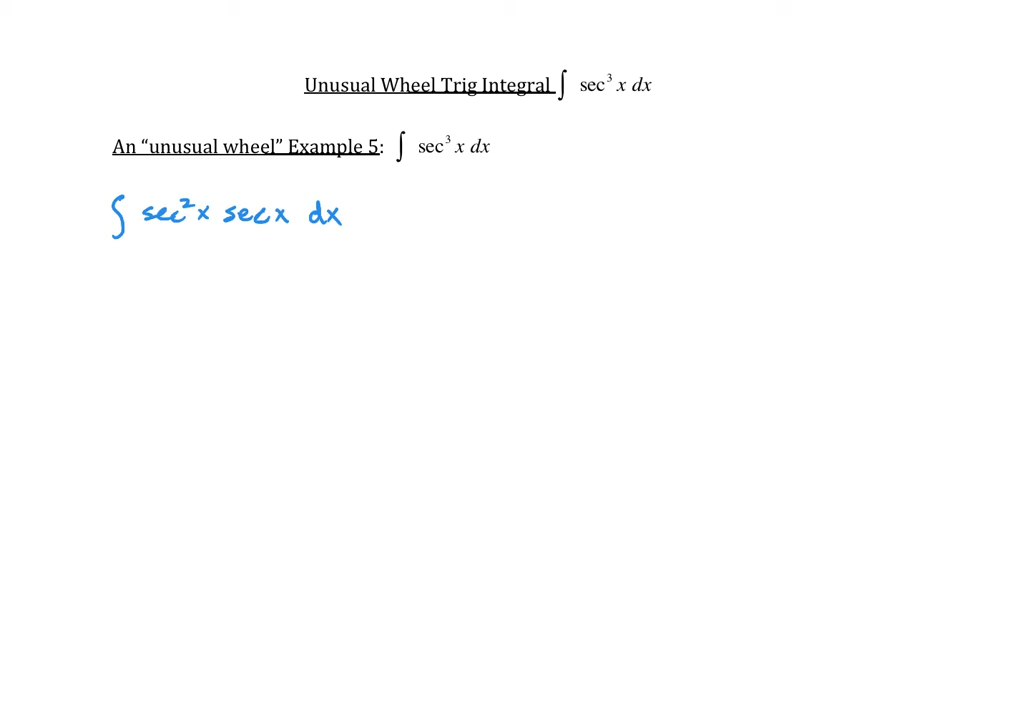 Unusual Wheel Trig Integral ∫ sec³ x dx
An “unusual wheel” Example 5: ∫ sec³ x dx
∫ sec²x secx dx